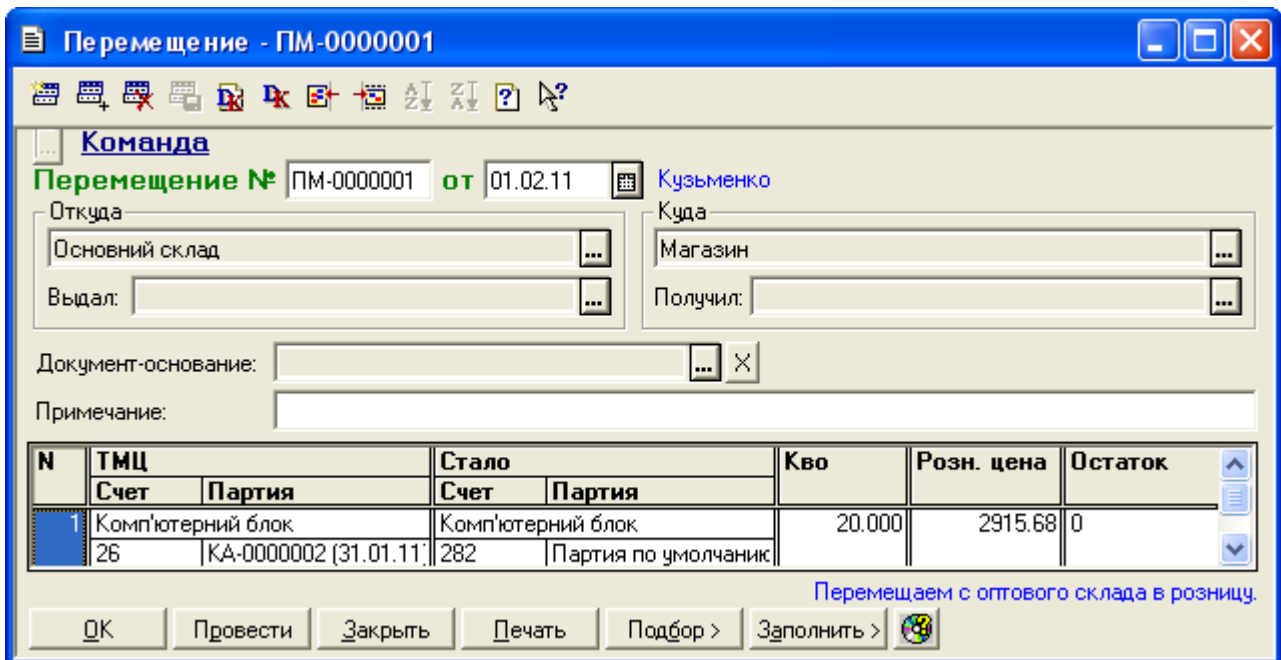 Перемещение - ПМ-0000001
Команда
Перемещение № ПМ-0000001 от 01.02.11 Кузьменко
Откуда Куда
Основний склад ... Магазин ...
Выдал: ... Получил: ...
Документ-основание: ... X
Примечание:
N ТМЦ Стало Кво Розн. цена Остаток
Счет Партия Счет Партия
1 Комп'ютерний блок Комп'ютерний блок 20.000 2915.68 0
26 КА-0000002 (31.01.11) 282 Партия по умолчанию
Перемещаем с оптового склада в розницу.
OK Провести Закрыть Печать Подбор > Заполнить >